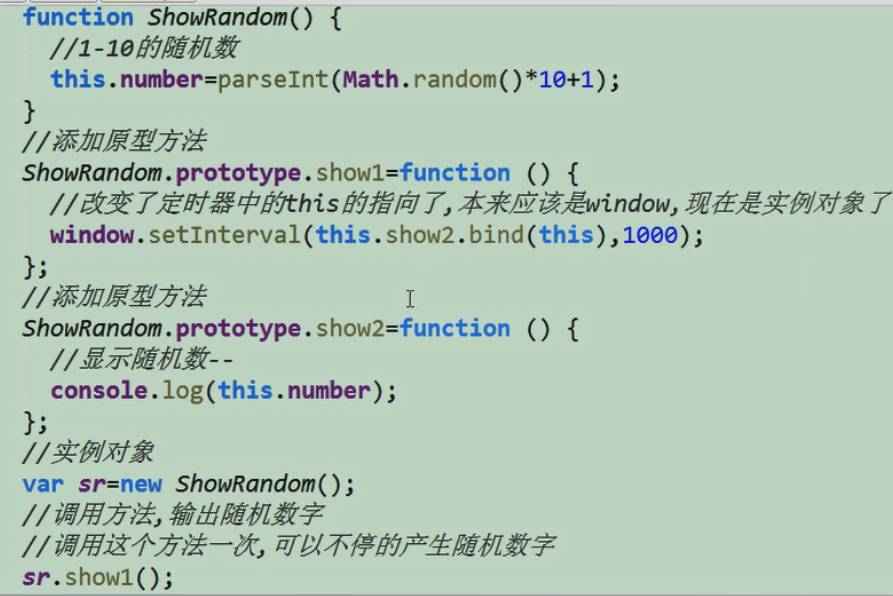 function ShowRandom() {
//1-10的随机数
this.number=parseInt(Math.random()*10+1);
}
//添加原型方法
ShowRandom.prototype.show1=function () {
//改变了定时器中的this的指向了,本来应该是window,现在是实例对象了
window.setInterval(this.show2.bind(this),1000);
};
//添加原型方法
ShowRandom.prototype.show2=function () {
//显示随机数--
console.log(this.number);
};
//实例对象
var sr=new ShowRandom();
//调用方法,输出随机数字
//调用这个方法一次,可以不停的产生随机数字
sr.show1();